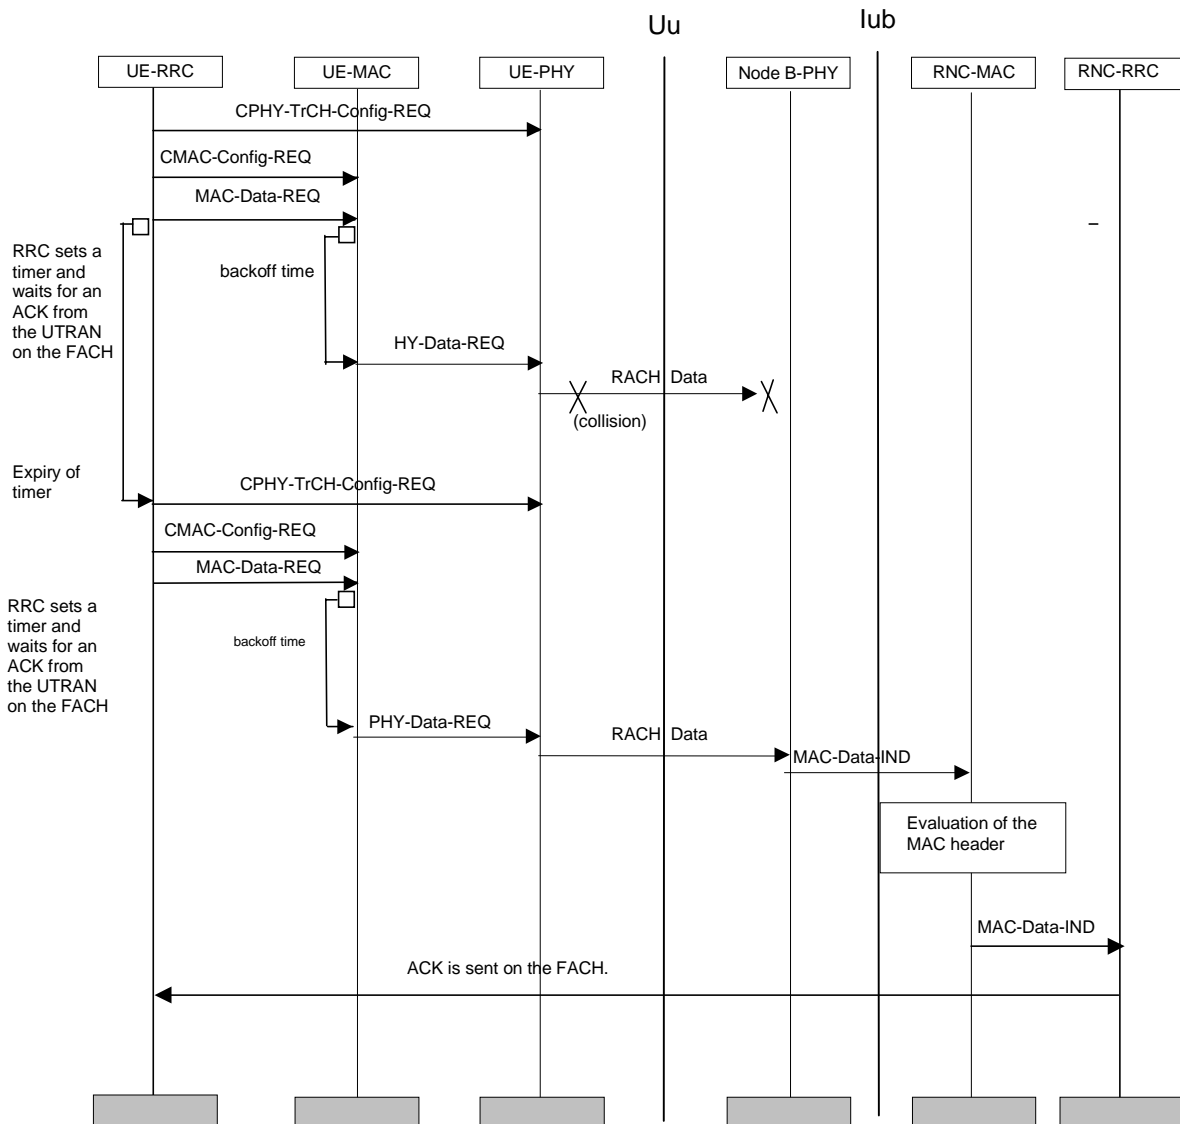 Uu
Iub
UE-RRC
UE-MAC
UE-PHY
Node B-PHY
RNC-MAC
RNC-RRC
CPHY-TrCH-Config-REQ
CMAC-Config-REQ
MAC-Data-REQ
RRC sets a
timer and
waits for an
ACK from
the UTRAN
on the FACH
backoff time
HY-Data-REQ
RACH Data
(collision)
Expiry of
timer
CPHY-TrCH-Config-REQ
CMAC-Config-REQ
MAC-Data-REQ
RRC sets a
timer and
waits for an
ACK from
the UTRAN
on the FACH
backoff time
PHY-Data-REQ
RACH Data
MAC-Data-IND
Evaluation of the
MAC header
MAC-Data-IND
ACK is sent on the FACH.